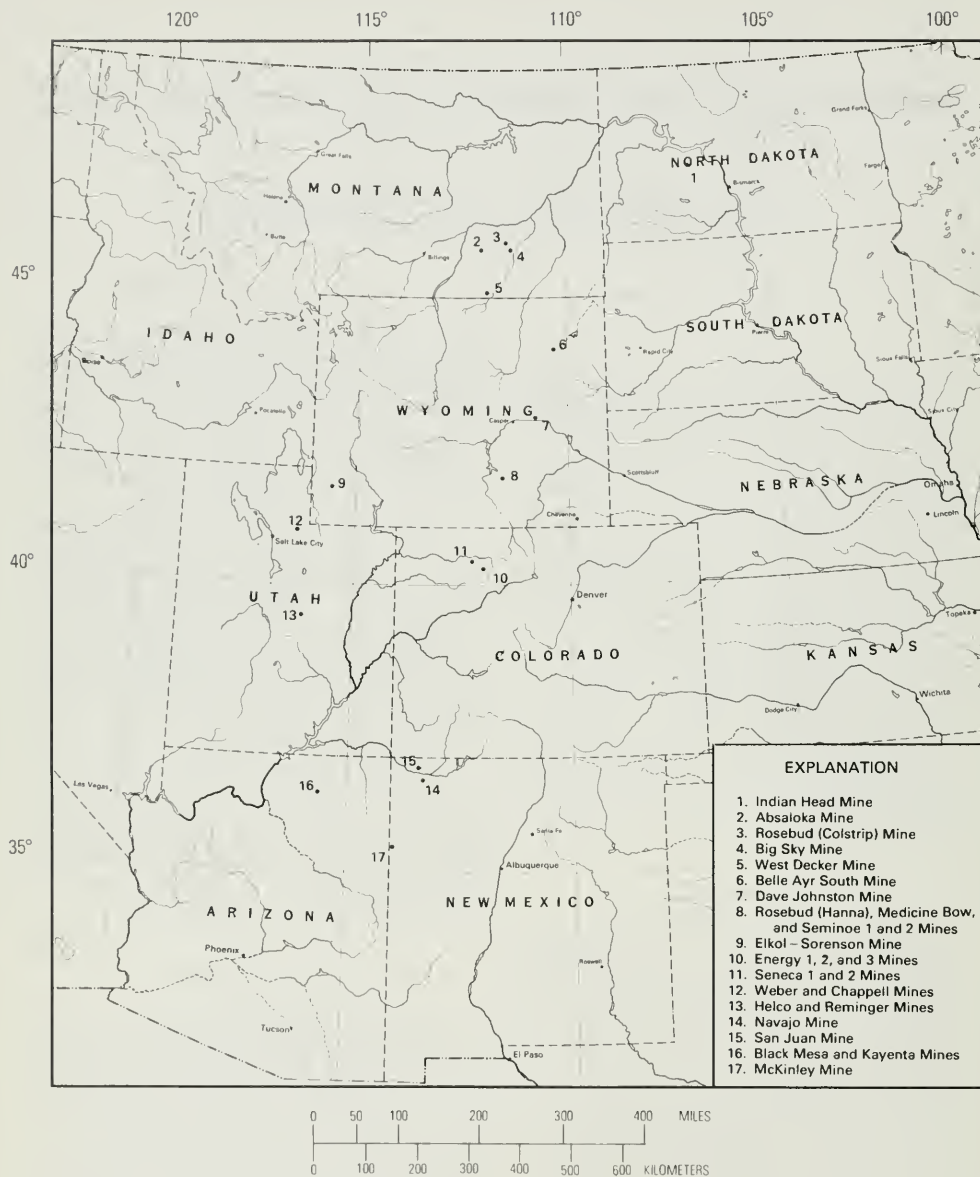 120° 115° 110° 105° 100°
Grand Forks
Great Falls
NORTH DAKOTA
1
Fargo
MONTANA
Bismarck
Helena
Butte
3
2
4
Billings
45°
5
IDAHO
SOUTH DAKOTA
Pierre
6
Rapid City
Boise
Sioux Falls
Pocatello
WYOMING
Sioux City
Casper
7
8
Scottsbluff
9
NEBRASKA
Omaha
Cheyenne
Lincoln
12
Salt Lake City
40°
11
10
UTAH
Denver
13
Topeka
COLORADO
KANSAS
Wichita
Dodge City
15
Las Vegas
16
14
35°
Santa Fe
17
Albuquerque
ARIZONA
NEW MEXICO
Phoenix
Roswell
Tucson
El Paso
EXPLANATION
1. Indian Head Mine
2. Absaloka Mine
3. Rosebud (Colstrip) Mine
4. Big Sky Mine
5. West Decker Mine
6. Belle Ayr South Mine
7. Dave Johnston Mine
8. Rosebud (Hanna), Medicine Bow,
and Seminoe 1 and 2 Mines
9. Elkol – Sorenson Mine
10. Energy 1, 2, and 3 Mines
11. Seneca 1 and 2 Mines
12. Weber and Chappell Mines
13. Helco and Reminger Mines
14. Navajo Mine
15. San Juan Mine
16. Black Mesa and Kayenta Mines
17. McKinley Mine
0 50 100 200 300 400 MILES
0 100 200 300 400 500 600 KILOMETERS